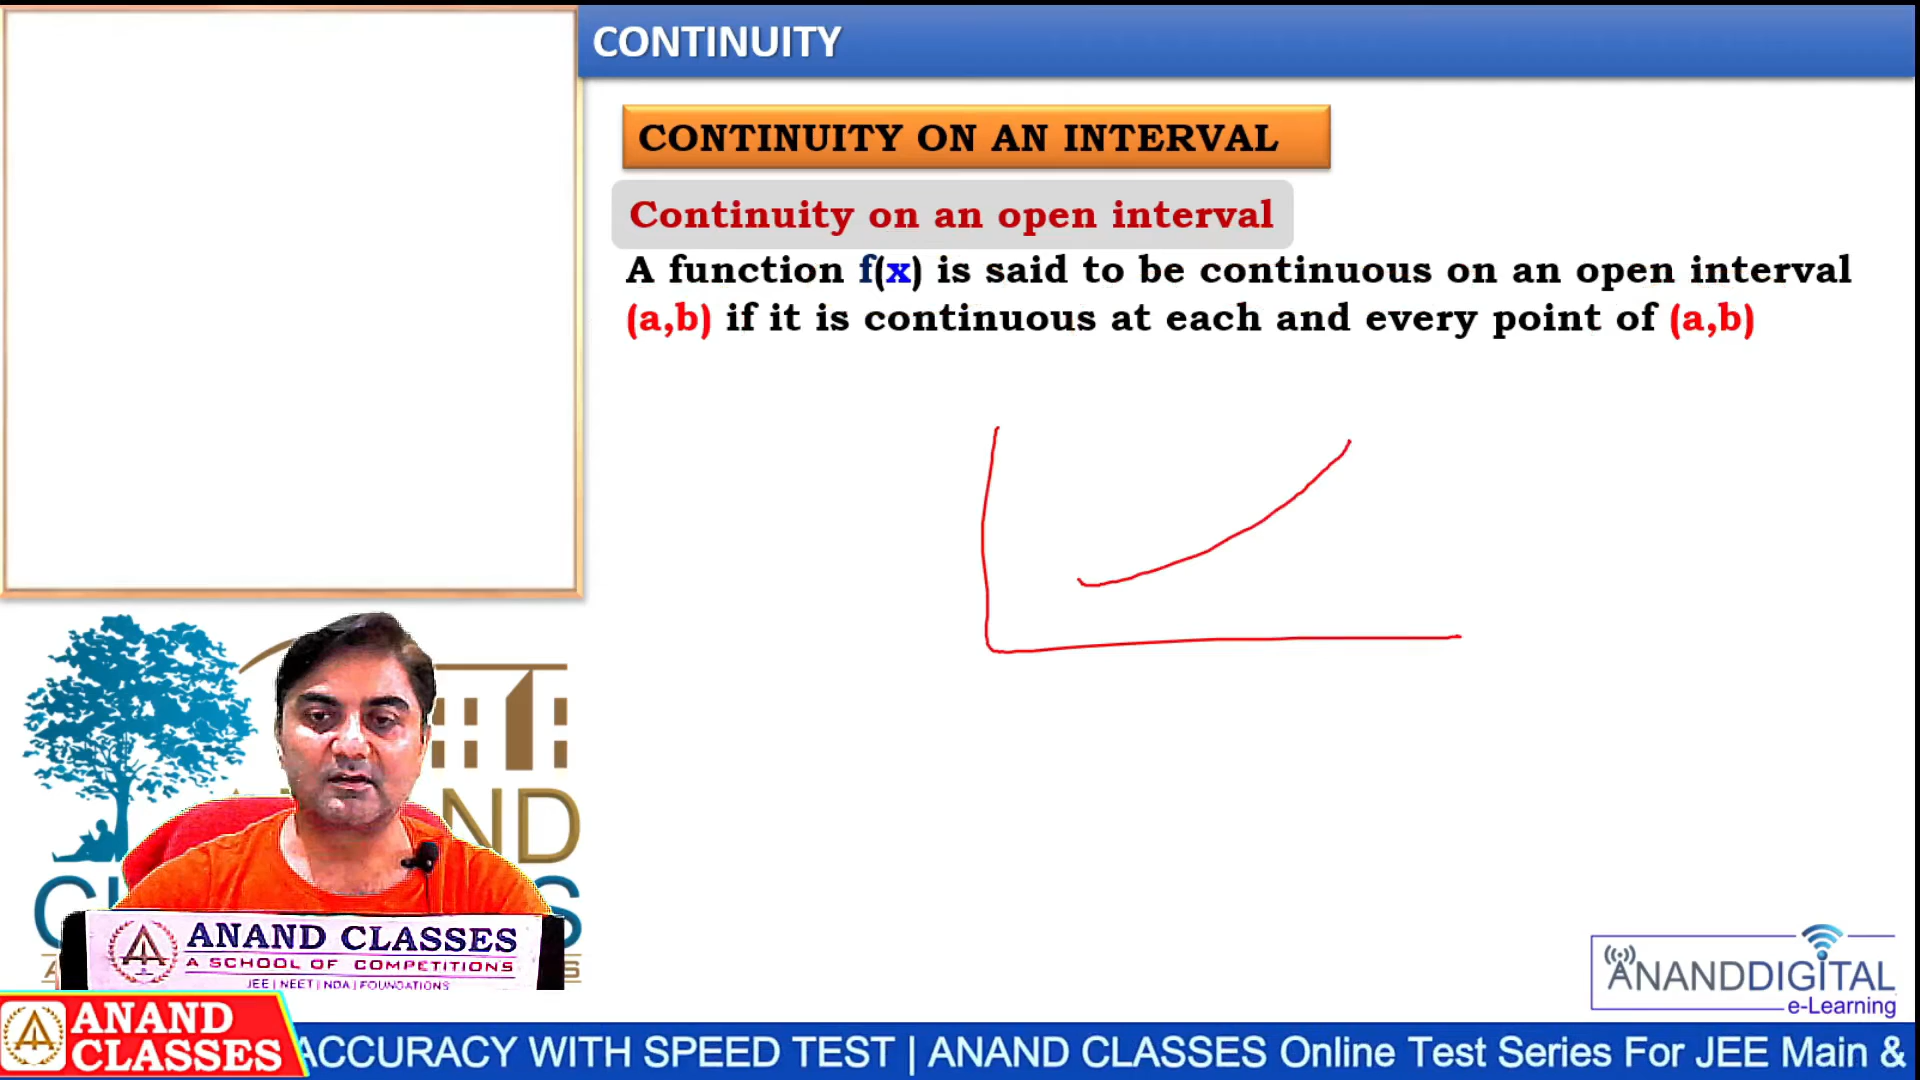 CONTINUITY
CONTINUITY ON AN INTERVAL
Continuity on an open interval
A function f(x) is said to be continuous on an open interval
(a,b) if it is continuous at each and every point of (a,b)
ANAND CLASSES
A SCHOOL OF COMPETITIONS
JEE | NEET | NDA | FOUNDATIONS
ANANDDIGITAL
e-Learning
ANAND
CLASSES
ACCURACY WITH SPEED TEST | ANAND CLASSES Online Test Series For JEE Main &